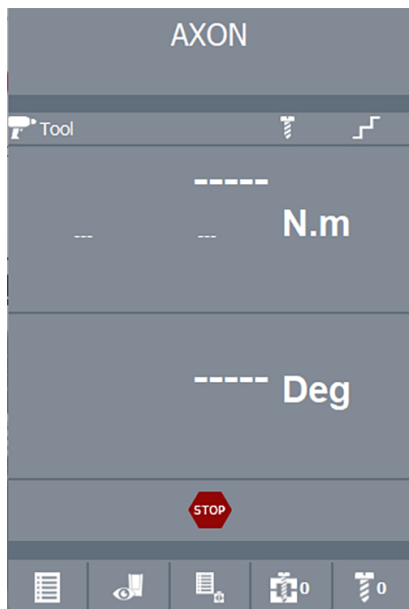 AXON
Tool
-----
--- --- N.m
----- Deg
STOP
0 0